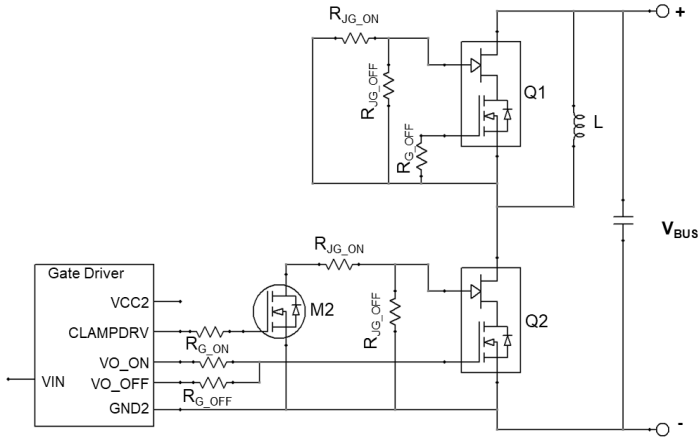 R_JG_ON
+
R_JG_OFF
Q1
R_G_OFF
L
V_BUS
R_JG_ON
Gate Driver
VCC2
M2
R_JG_OFF
Q2
CLAMPDRV
R_G_ON
VO_ON
VIN
VO_OFF
R_G_OFF
GND2
-